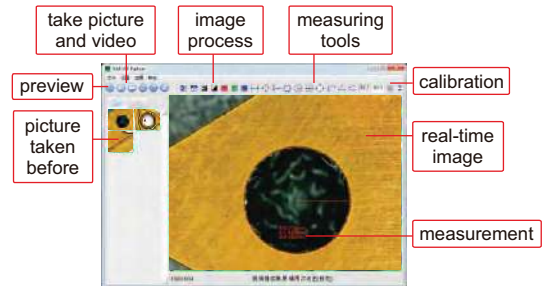 take picture
and video
image
process
measuring
tools
preview
calibration
picture
taken
before
real-time
image
measurement